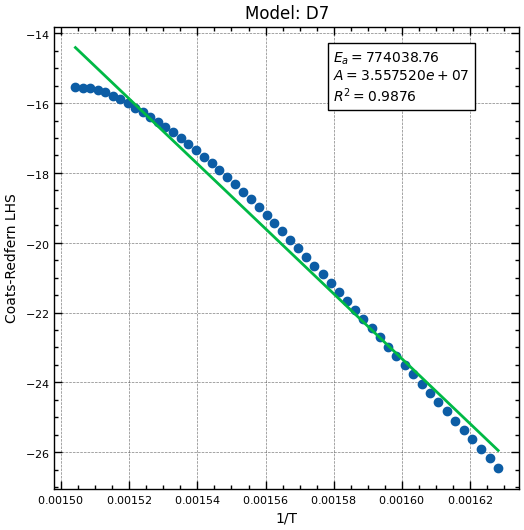 Model: D7
−14
−16
−18
−20
−22
−24
−26
Coats-Redfern LHS
E_a = 774038.76
A = 3.557520e + 07
R² = 0.9876
0.00150 0.00152 0.00154 0.00156 0.00158 0.00160 0.00162
1/T